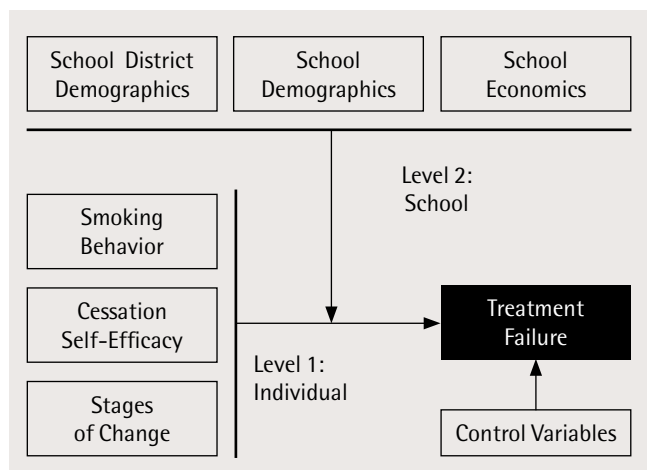 School District
Demographics
School
Demographics
School
Economics
Level 2:
School
Smoking
Behavior
Cessation
Self-Efficacy
Treatment
Failure
Level 1:
Individual
Stages
of Change
Control Variables